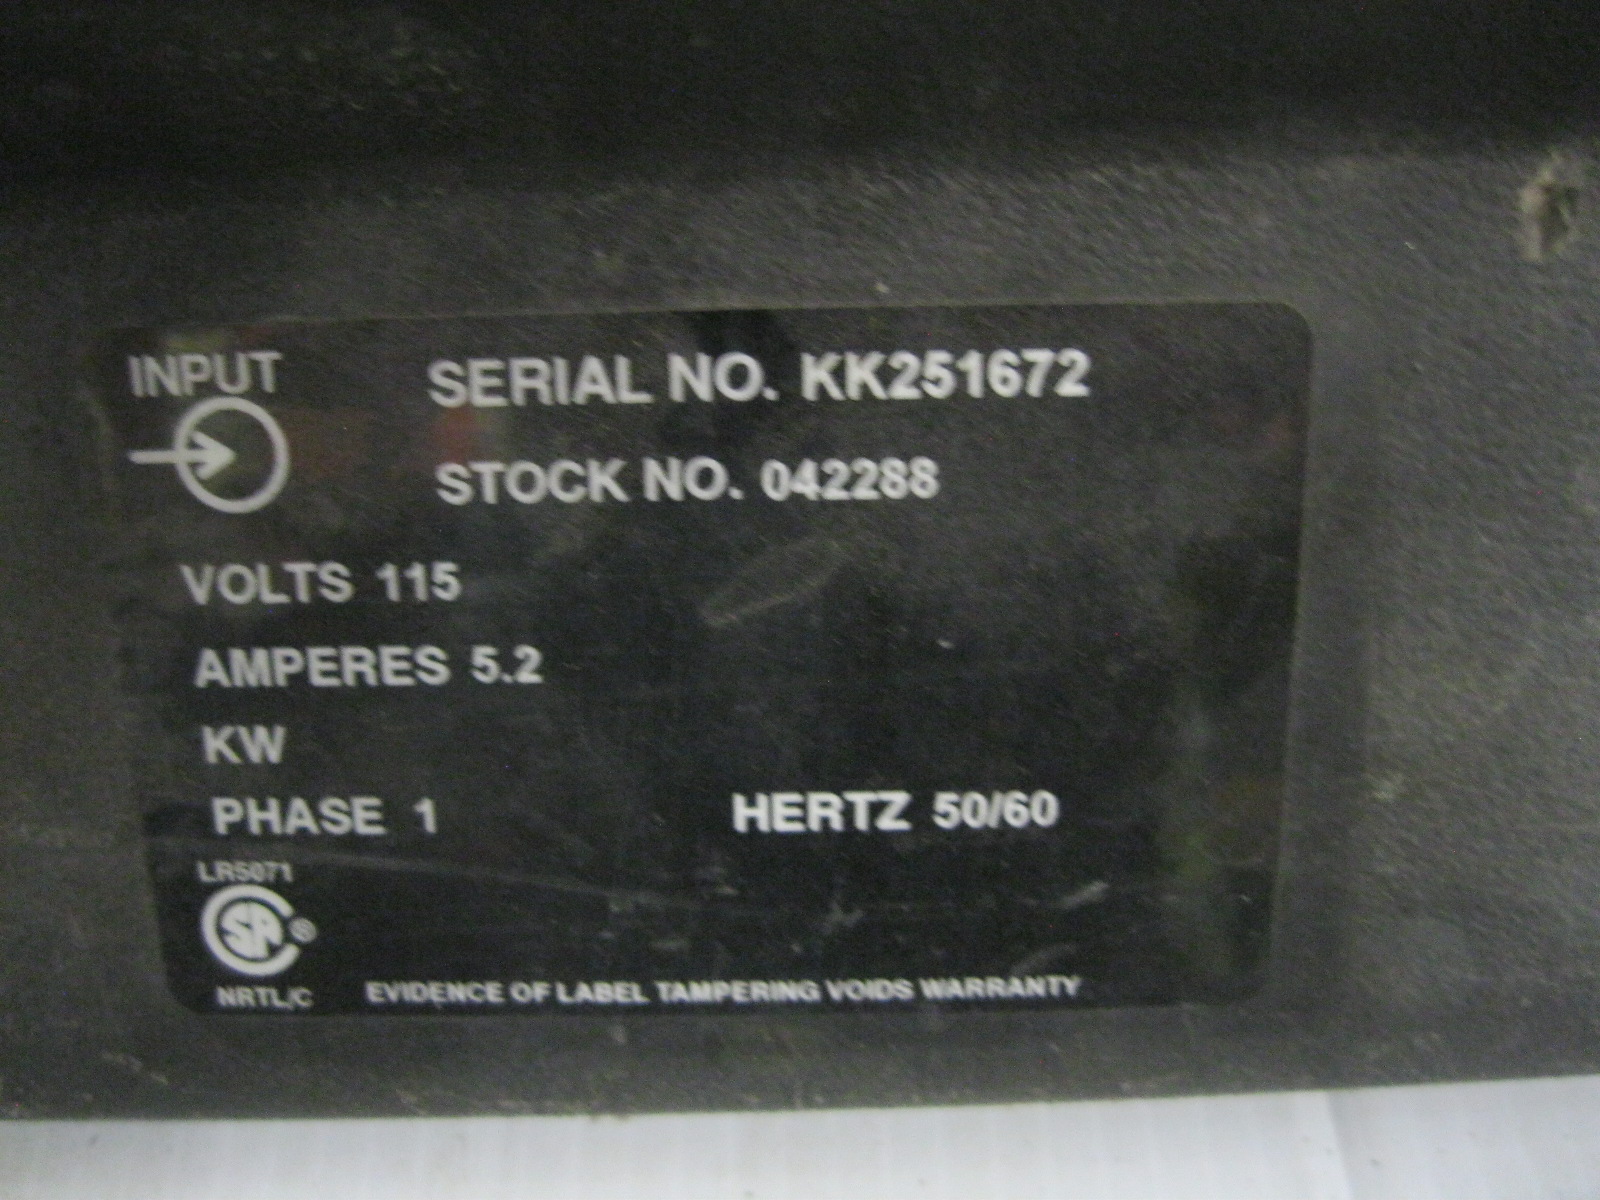 INPUT
SERIAL NO. KK251672
STOCK NO. 042288
VOLTS 115
AMPERES 5.2
KW
PHASE 1 HERTZ 50/60
LR5071
SA ®
NRTL/C EVIDENCE OF LABEL TAMPERING VOIDS WARRANTY